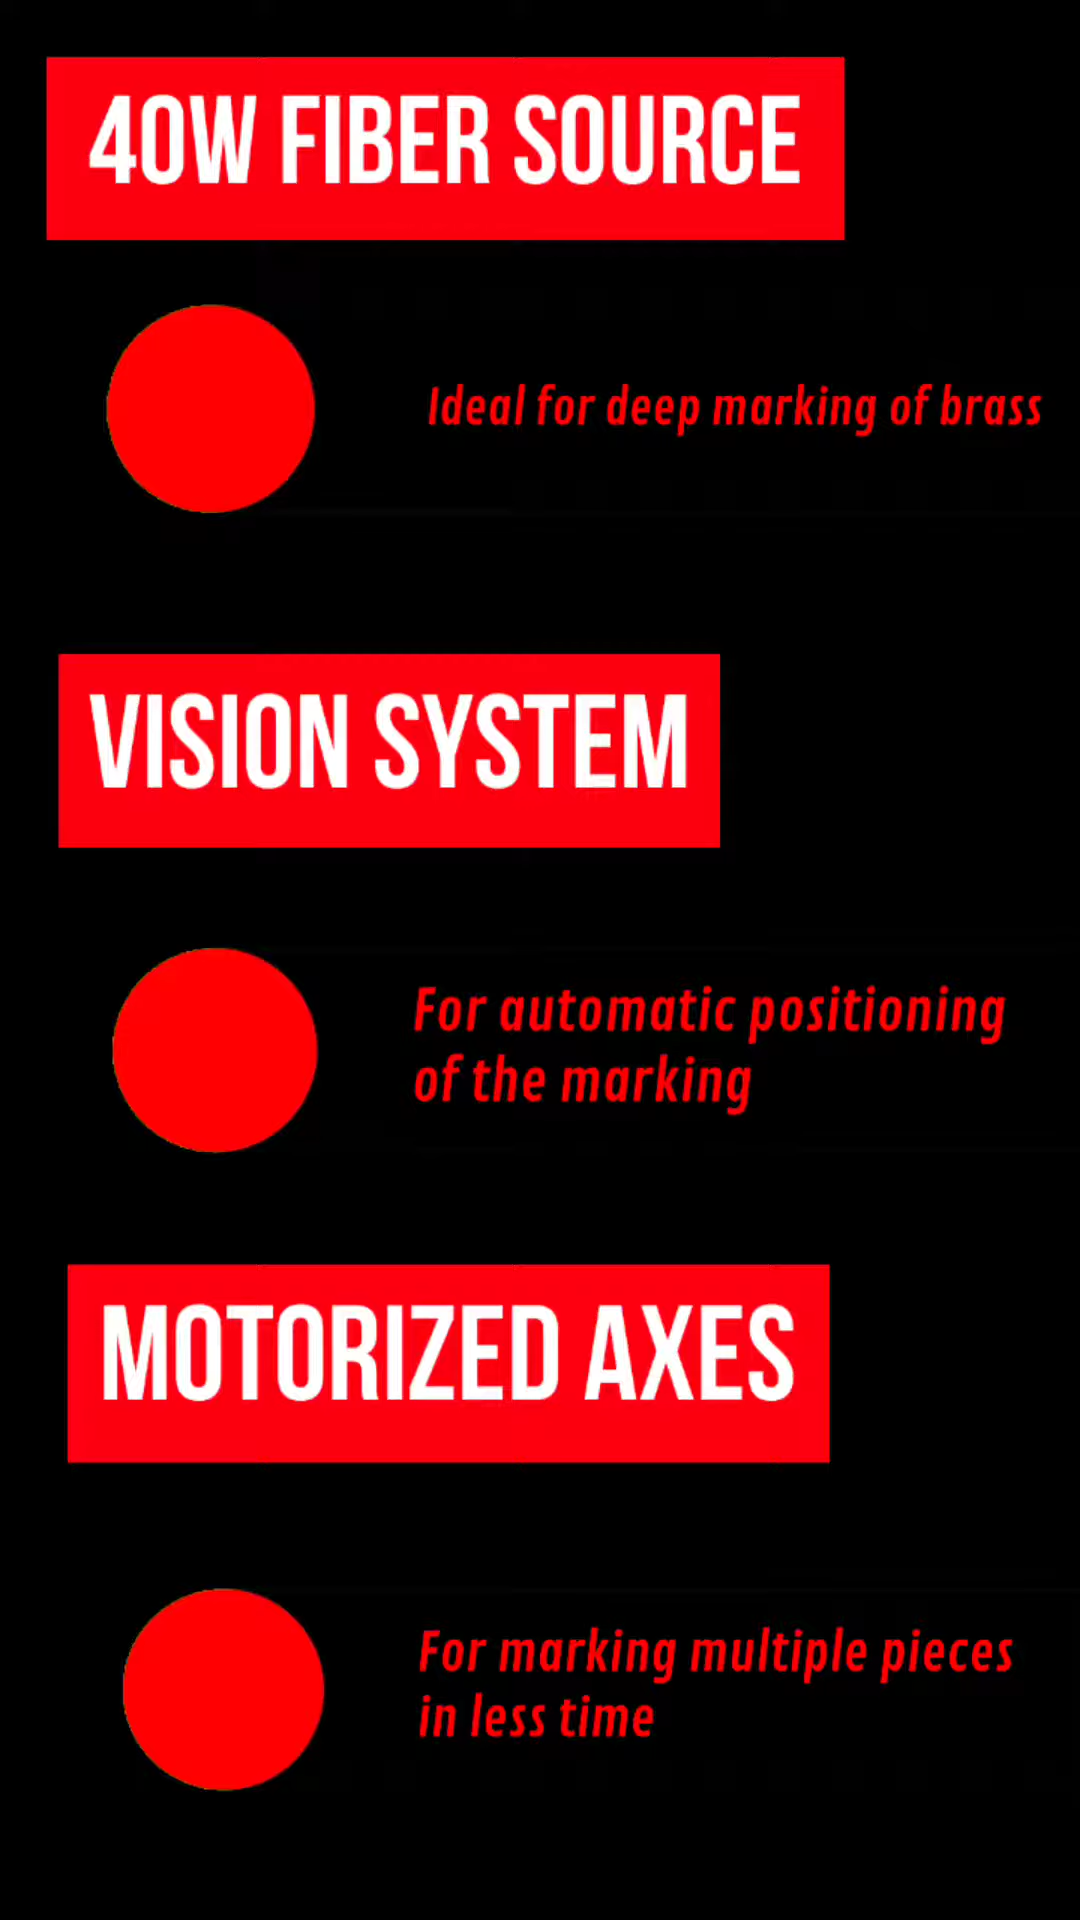 40W FIBER SOURCE
Ideal for deep marking of brass
VISION SYSTEM
For automatic positioning
of the marking
MOTORIZED AXES
For marking multiple pieces
in less time